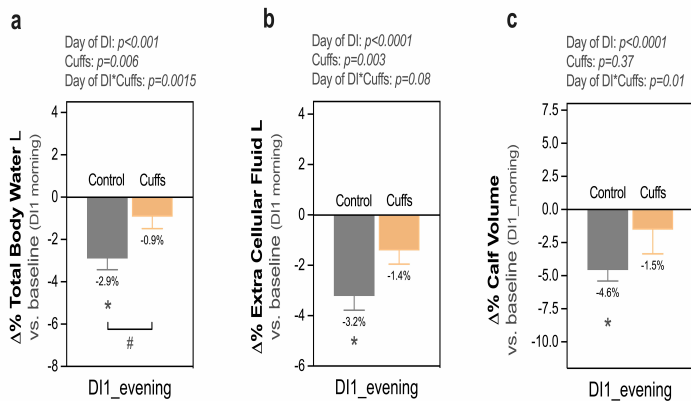 a
Day of DI: p<0.001
Cuffs: p=0.006
Day of DI*Cuffs: p=0.0015
Δ% Total Body Water L
vs. baseline (DI1 morning)
4
2
0
-2
-4
-6
-8
Control
Cuffs
-2.9%
-0.9%
*
#
DI1_evening
b
Day of DI: p<0.0001
Cuffs: p=0.003
Day of DI*Cuffs: p=0.08
Δ% Extra Cellular Fluid L
vs. baseline (DI1 morning)
4
2
0
-2
-4
-6
Control
Cuffs
-3.2%
-1.4%
*
DI1_evening
c
Day of DI: p<0.0001
Cuffs: p=0.37
Day of DI*Cuffs: p=0.01
Δ% Calf Volume
vs. baseline (DI1_morning)
7.5
5.0
2.5
0.0
-2.5
-5.0
-7.5
-10.0
Control
Cuffs
-4.6%
-1.5%
*
DI1_evening